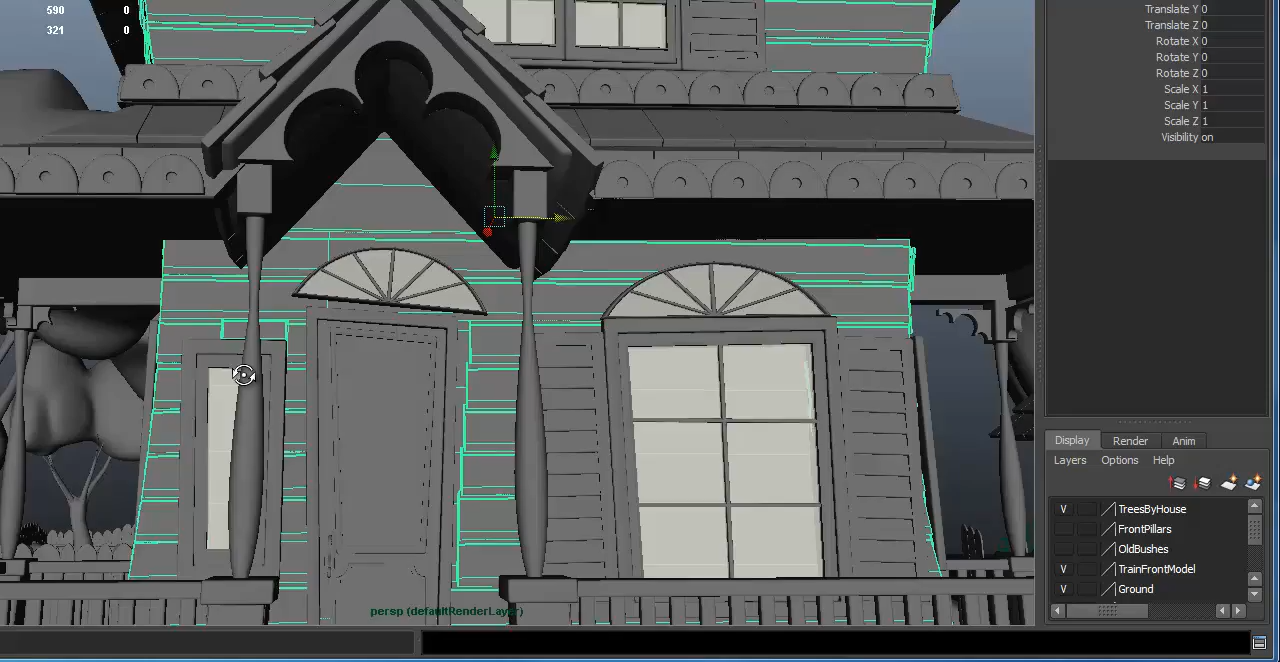 590 0
321 0
Translate Y 0
Translate Z 0
Rotate X 0
Rotate Y 0
Rotate Z 0
Scale X 1
Scale Y 1
Scale Z 1
Visibility on
persp (defaultRenderLayer)
Display Render Anim
Layers Options Help
V TreesByHouse
FrontPillars
OldBushes
V TrainFrontModel
V Ground